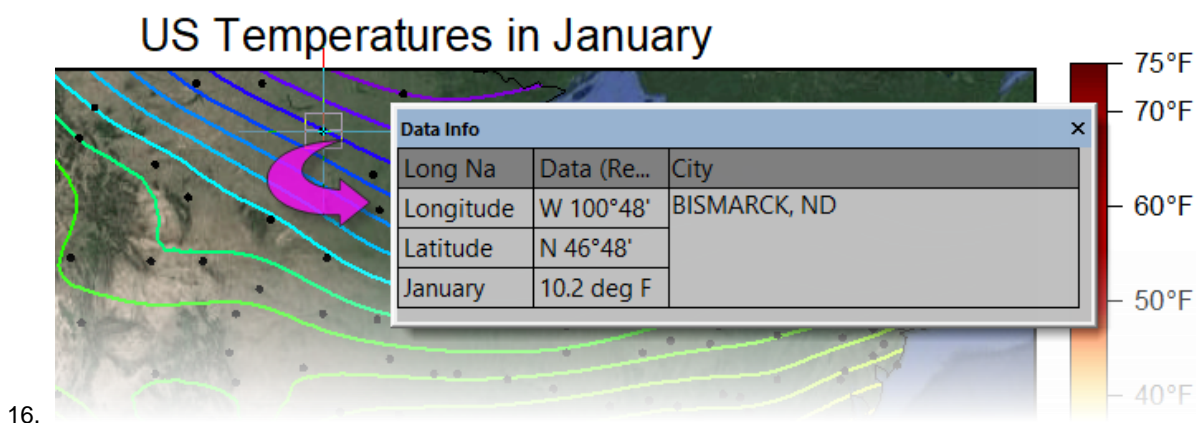 US Temperatures in January
75°F
70°F
60°F
50°F
40°F
Data Info ×
Long Na Data (Re... City
Longitude W 100°48' BISMARCK, ND
Latitude N 46°48'
January 10.2 deg F
16.